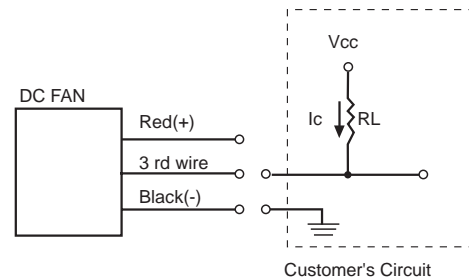 Vcc
DC FAN
Ic RL
Red(+)
3 rd wire
Black(-)
Customer's Circuit